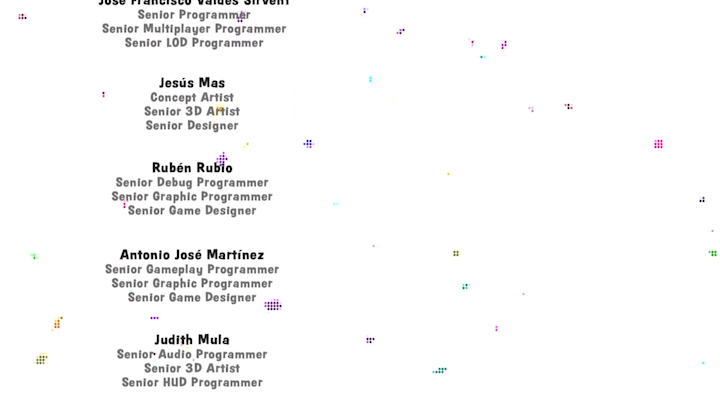 José Francisco Valdés Sirvent
Senior Programmer
Senior Multiplayer Programmer
Senior LOD Programmer
Jesús Mas
Concept Artist
Senior 3D Artist
Senior Designer
Rubén Rubio
Senior Debug Programmer
Senior Graphic Programmer
Senior Game Designer
Antonio José Martínez
Senior Gameplay Programmer
Senior Graphic Programmer
Senior Game Designer
Judith Mula
Senior Audio Programmer
Senior 3D Artist
Senior HUD Programmer